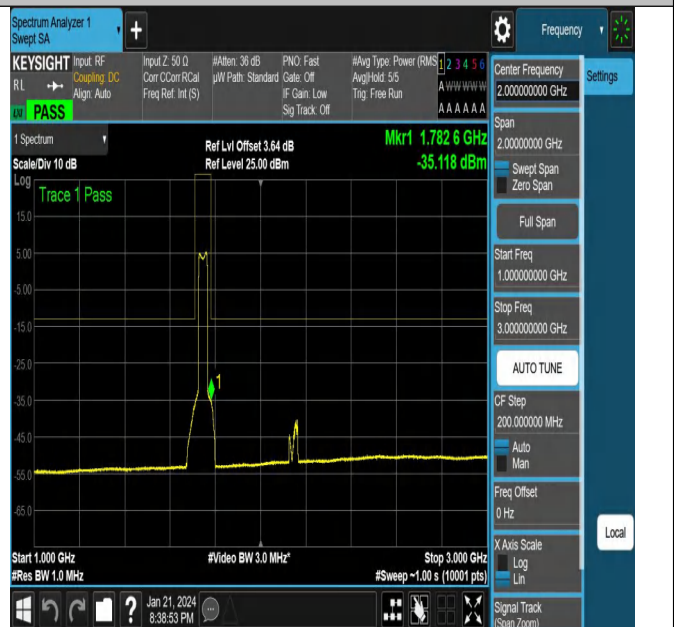 Spectrum Analyzer 1
Swept SA
+
Frequency
KEYSIGHT
RL
PASS
Input: RF
Coupling: DC
Align: Auto
Input Z: 50 Ω
Corr CCorr RCal
Freq Ref: Int (S)
#Atten: 36 dB
µW Path: Standard
PNO: Fast
Gate: Off
IF Gain: Low
Sig Track: Off
#Avg Type: Power (RMS)
Avg|Hold: 5/5
Trig: Free Run
1 2 3 4 5 6
A W W W W W
A A A A A A
Center Frequency
2.000000000 GHz
Settings
Span
2.00000000 GHz
Swept Span
Zero Span
Full Span
Start Freq
1.000000000 GHz
Stop Freq
3.000000000 GHz
AUTO TUNE
CF Step
200.000000 MHz
Auto
Man
Freq Offset
0 Hz
X Axis Scale
Log
Lin
Signal Track
(Span Zoom)
Local
1 Spectrum
Scale/Div 10 dB
Ref Lvl Offset 3.64 dB
Ref Level 25.00 dBm
Mkr1 1.782 6 GHz
-35.118 dBm
Log
Trace 1 Pass
15.0
5.00
-5.00
-15.0
-25.0
-35.0
-45.0
-55.0
-65.0
1
Start 1.000 GHz
#Res BW 1.0 MHz
#Video BW 3.0 MHz*
Stop 3.000 GHz
#Sweep ~1.00 s (10001 pts)
?
Jan 21, 2024
8:38:53 PM